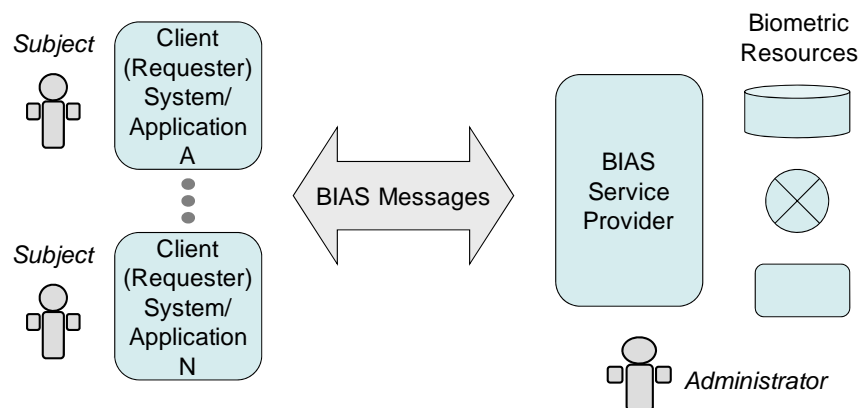 Subject
Client
(Requester)
System/
Application
A
Subject
Client
(Requester)
System/
Application
N
BIAS Messages
BIAS
Service
Provider
Biometric
Resources
Administrator